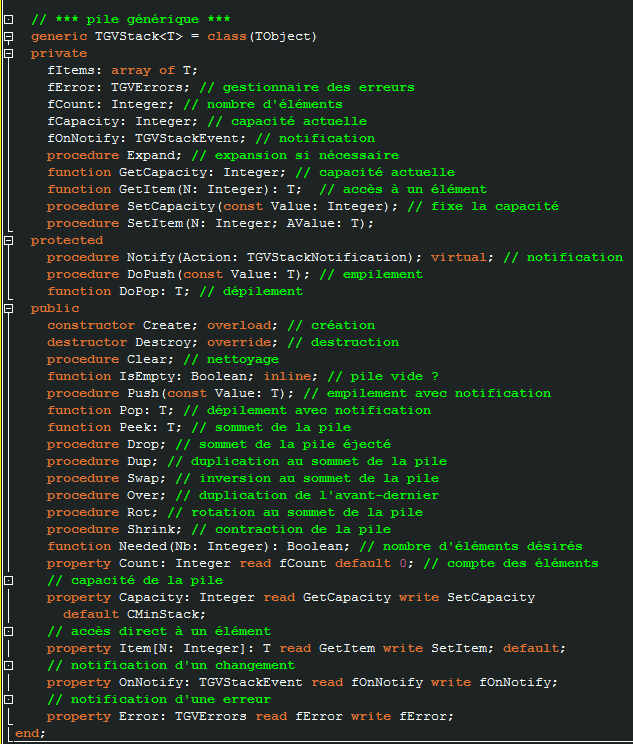 // *** pile générique ***
generic TGVStack<T> = class(TObject)
private
fItems: array of T;
fError: TGVErrors; // gestionnaire des erreurs
fCount: Integer; // nombre d'éléments
fCapacity: Integer; // capacité actuelle
fOnNotify: TGVStackEvent; // notification
procedure Expand; // expansion si nécessaire
function GetCapacity: Integer; // capacité actuelle
function GetItem(N: Integer): T;  // accès à un élément
procedure SetCapacity(const Value: Integer); // fixe la capacité
procedure SetItem(N: Integer; AValue: T);
protected
procedure Notify(Action: TGVStackNotification); virtual; // notification
procedure DoPush(const Value: T); // empilement
function DoPop: T; // dépilement
public
constructor Create; overload; // création
destructor Destroy; override; // destruction
procedure Clear; // nettoyage
function IsEmpty: Boolean; inline; // pile vide ?
procedure Push(const Value: T); // empilement avec notification
function Pop: T; // dépilement avec notification
function Peek: T; // sommet de la pile
procedure Drop; // sommet de la pile éjecté
procedure Dup; // duplication au sommet de la pile
procedure Swap; // inversion au sommet de la pile
procedure Over; // duplication de l'avant-dernier
procedure Rot; // rotation au sommet de la pile
procedure Shrink; // contraction de la pile
function Needed(Nb: Integer): Boolean; // nombre d'éléments désirés
property Count: Integer read fCount default 0; // compte des éléments
// capacité de la pile
property Capacity: Integer read GetCapacity write SetCapacity
default CMinStack;
// accès direct à un élément
property Item[N: Integer]: T read GetItem write SetItem; default;
// notification d'un changement
property OnNotify: TGVStackEvent read fOnNotify write fOnNotify;
// notification d'une erreur
property Error: TGVErrors read fError write fError;
end;